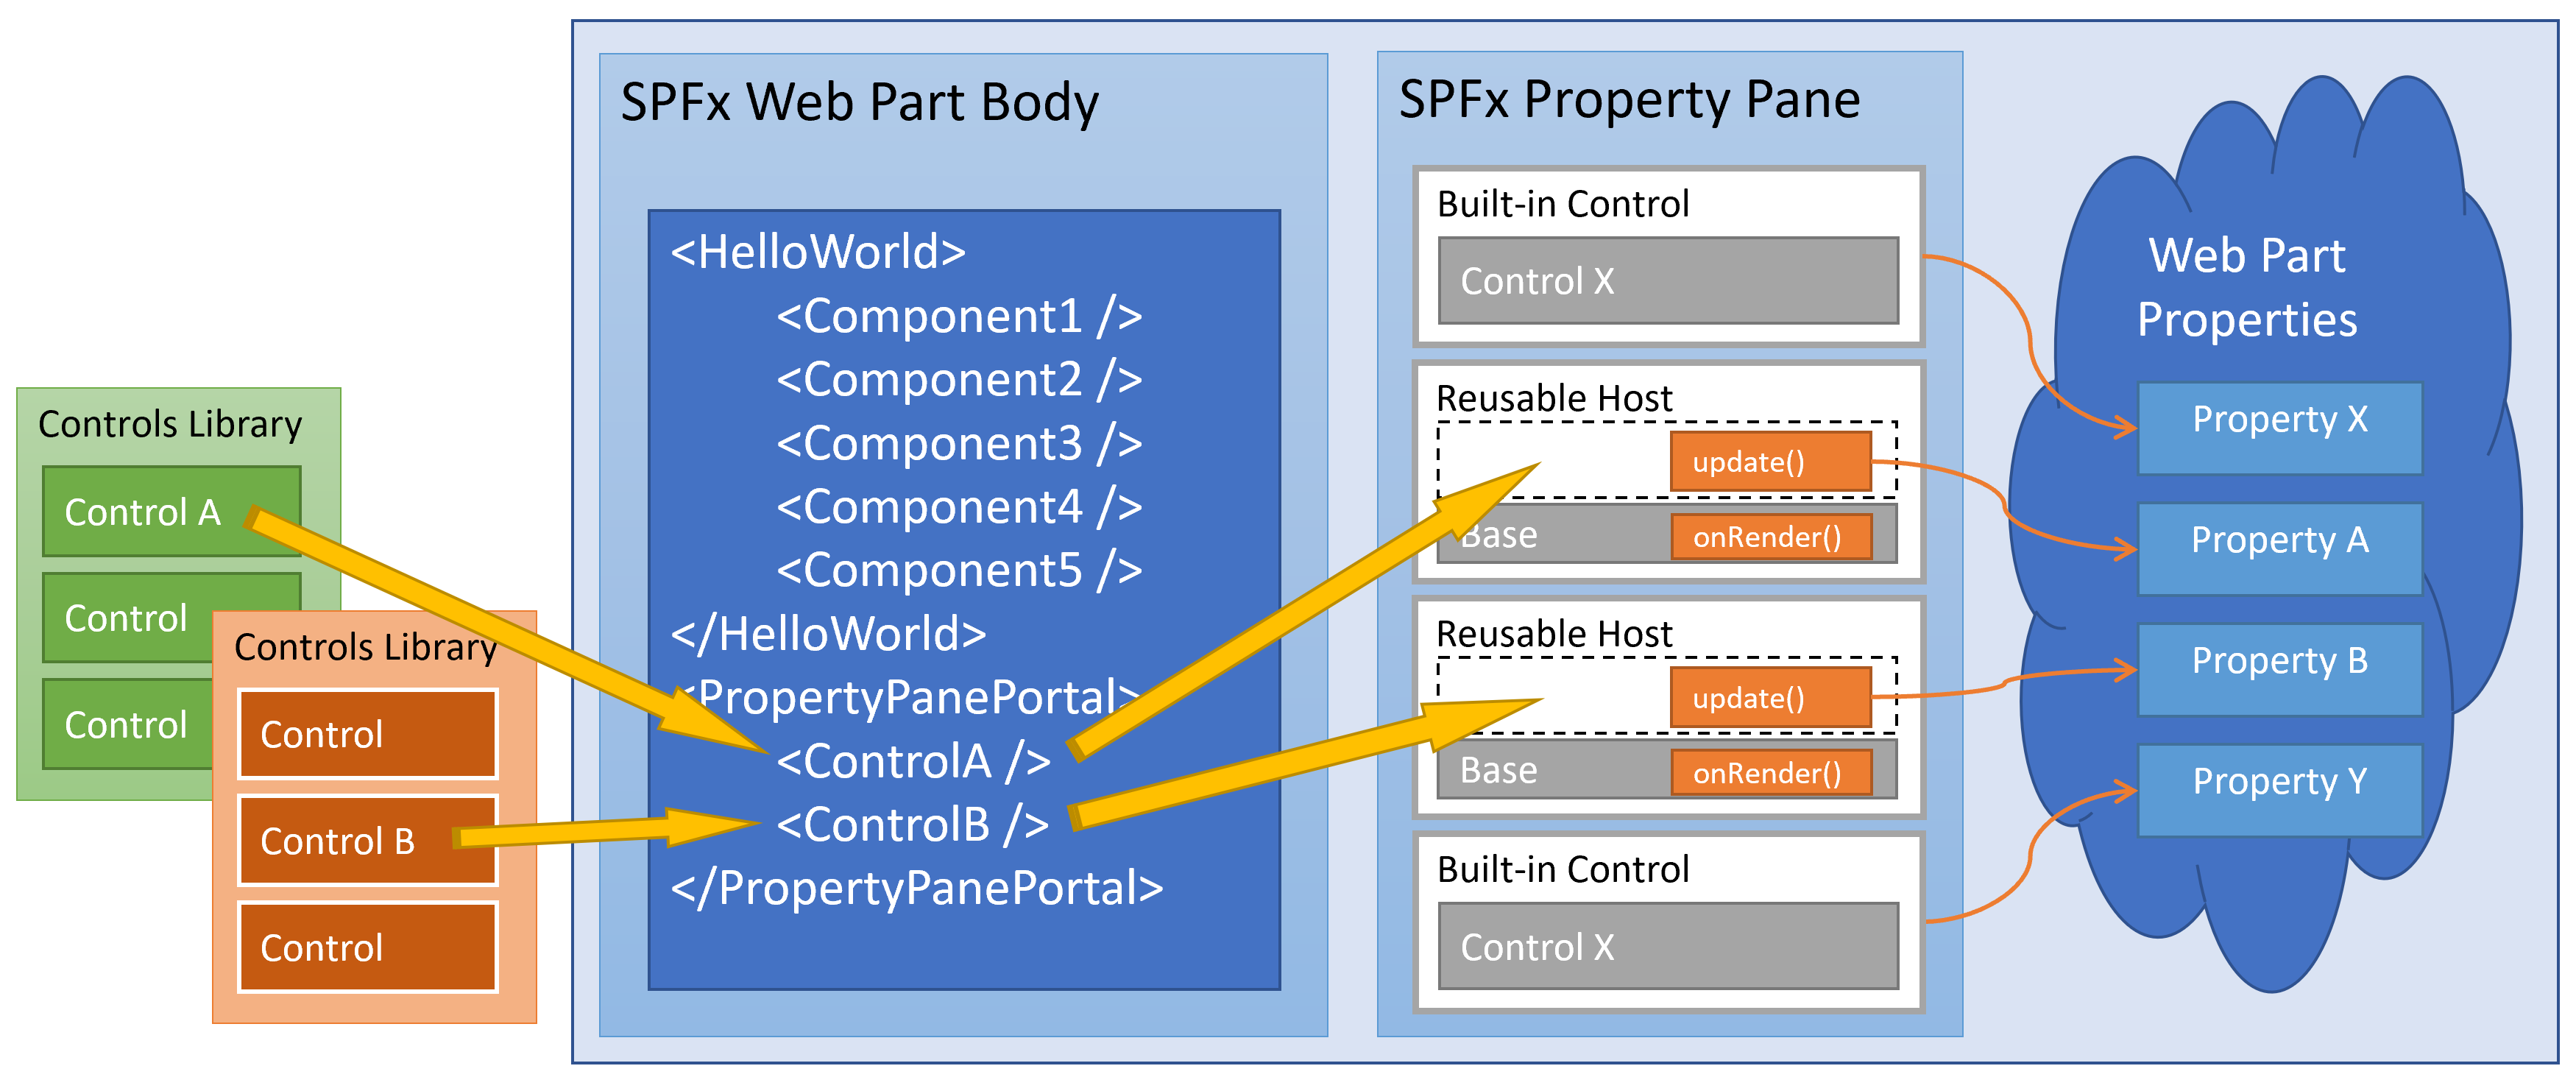 Controls Library
Control A
Control
Control
Controls Library
Control
Control B
Control
SPFx Web Part Body
<HelloWorld>
<Component1 />
<Component2 />
<Component3 />
<Component4 />
<Component5 />
</HelloWorld>
<PropertyPanePortal>
<ControlA />
<ControlB />
</PropertyPanePortal>
SPFx Property Pane
Built-in Control
Control X
Reusable Host
update()
Base
onRender()
Reusable Host
update()
Base
onRender()
Built-in Control
Control X
Web Part
Properties
Property X
Property A
Property B
Property Y